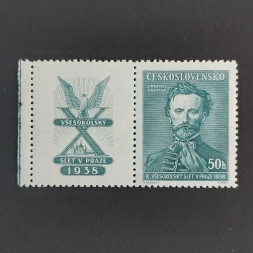 VŠESOKOLSKÝ
SLET V PRAZE
1938
ČESKOSLOVENSKO
50h
X. VŠESOKOLSKÝ SLET V PRAZE 1938